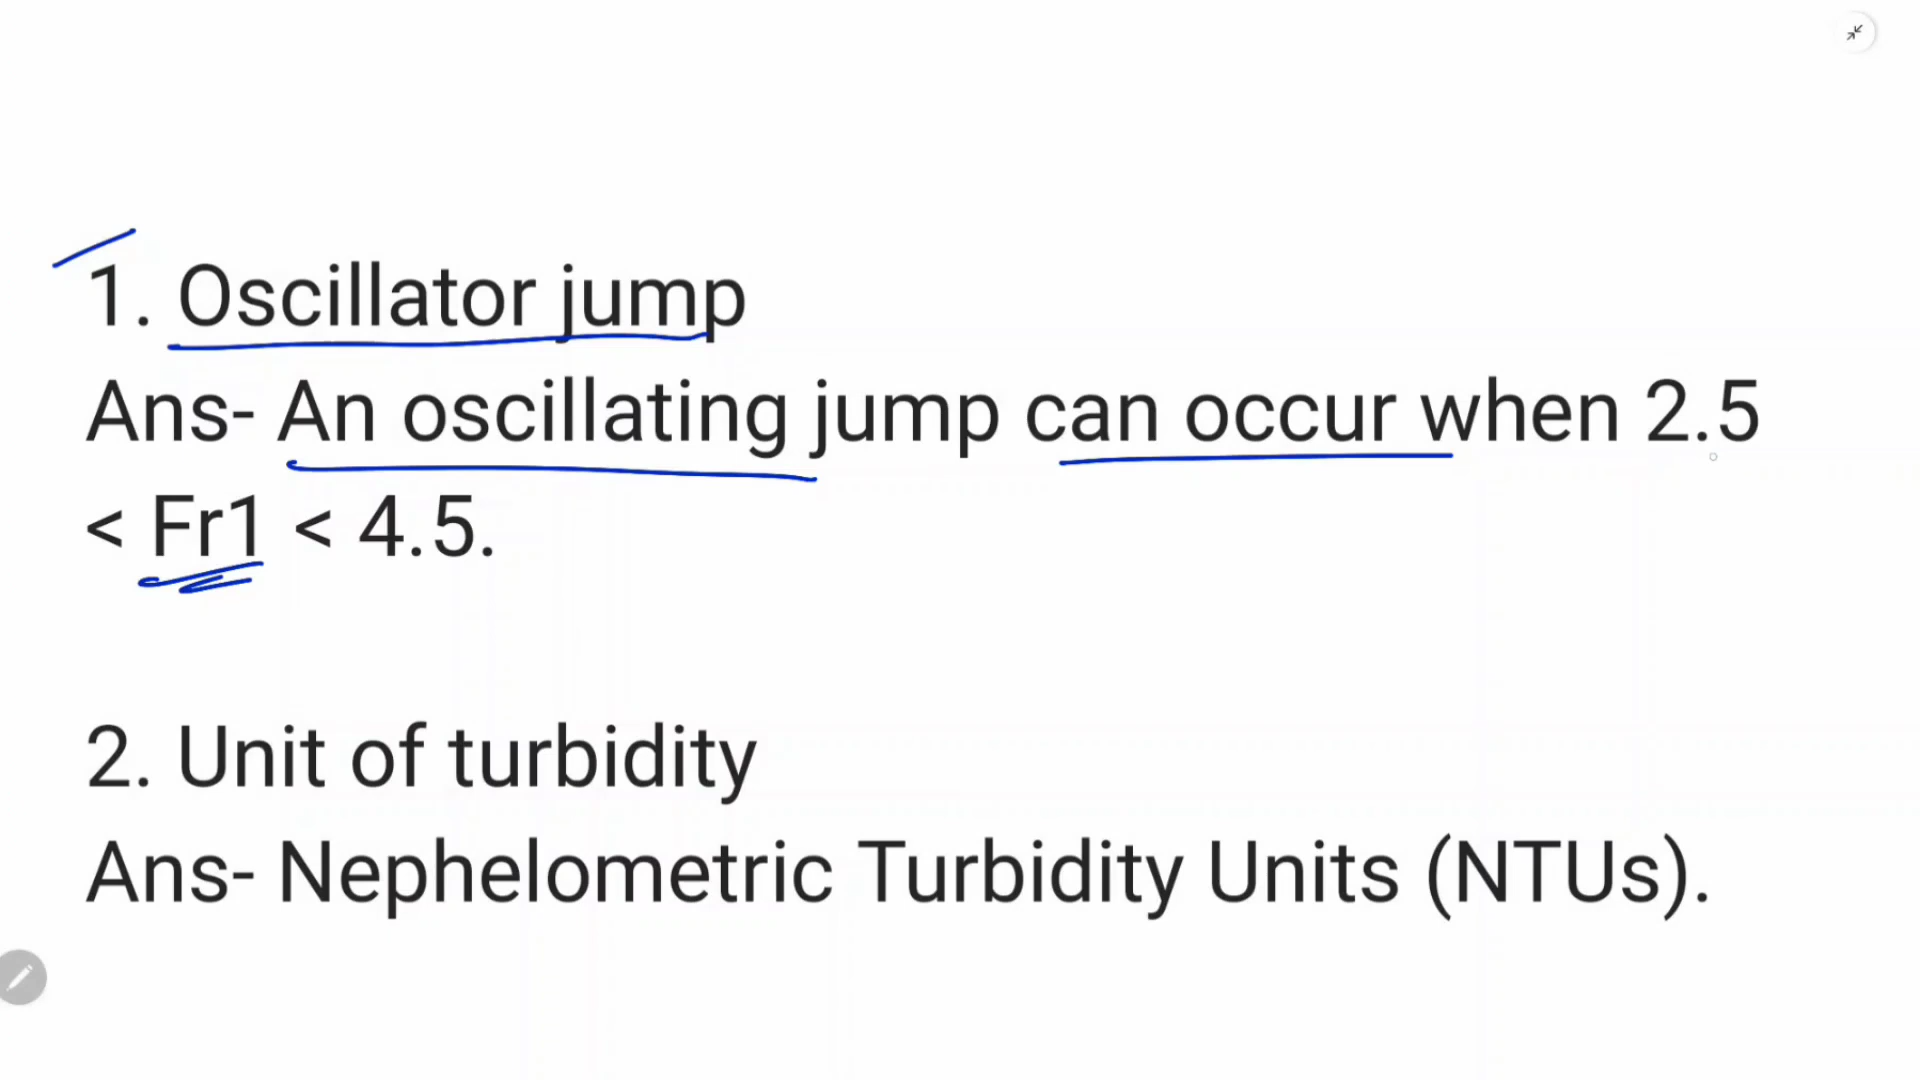 1. Oscillator jump
Ans- An oscillating jump can occur when 2.5
< Fr1 < 4.5.
2. Unit of turbidity
Ans- Nephelometric Turbidity Units (NTUs).